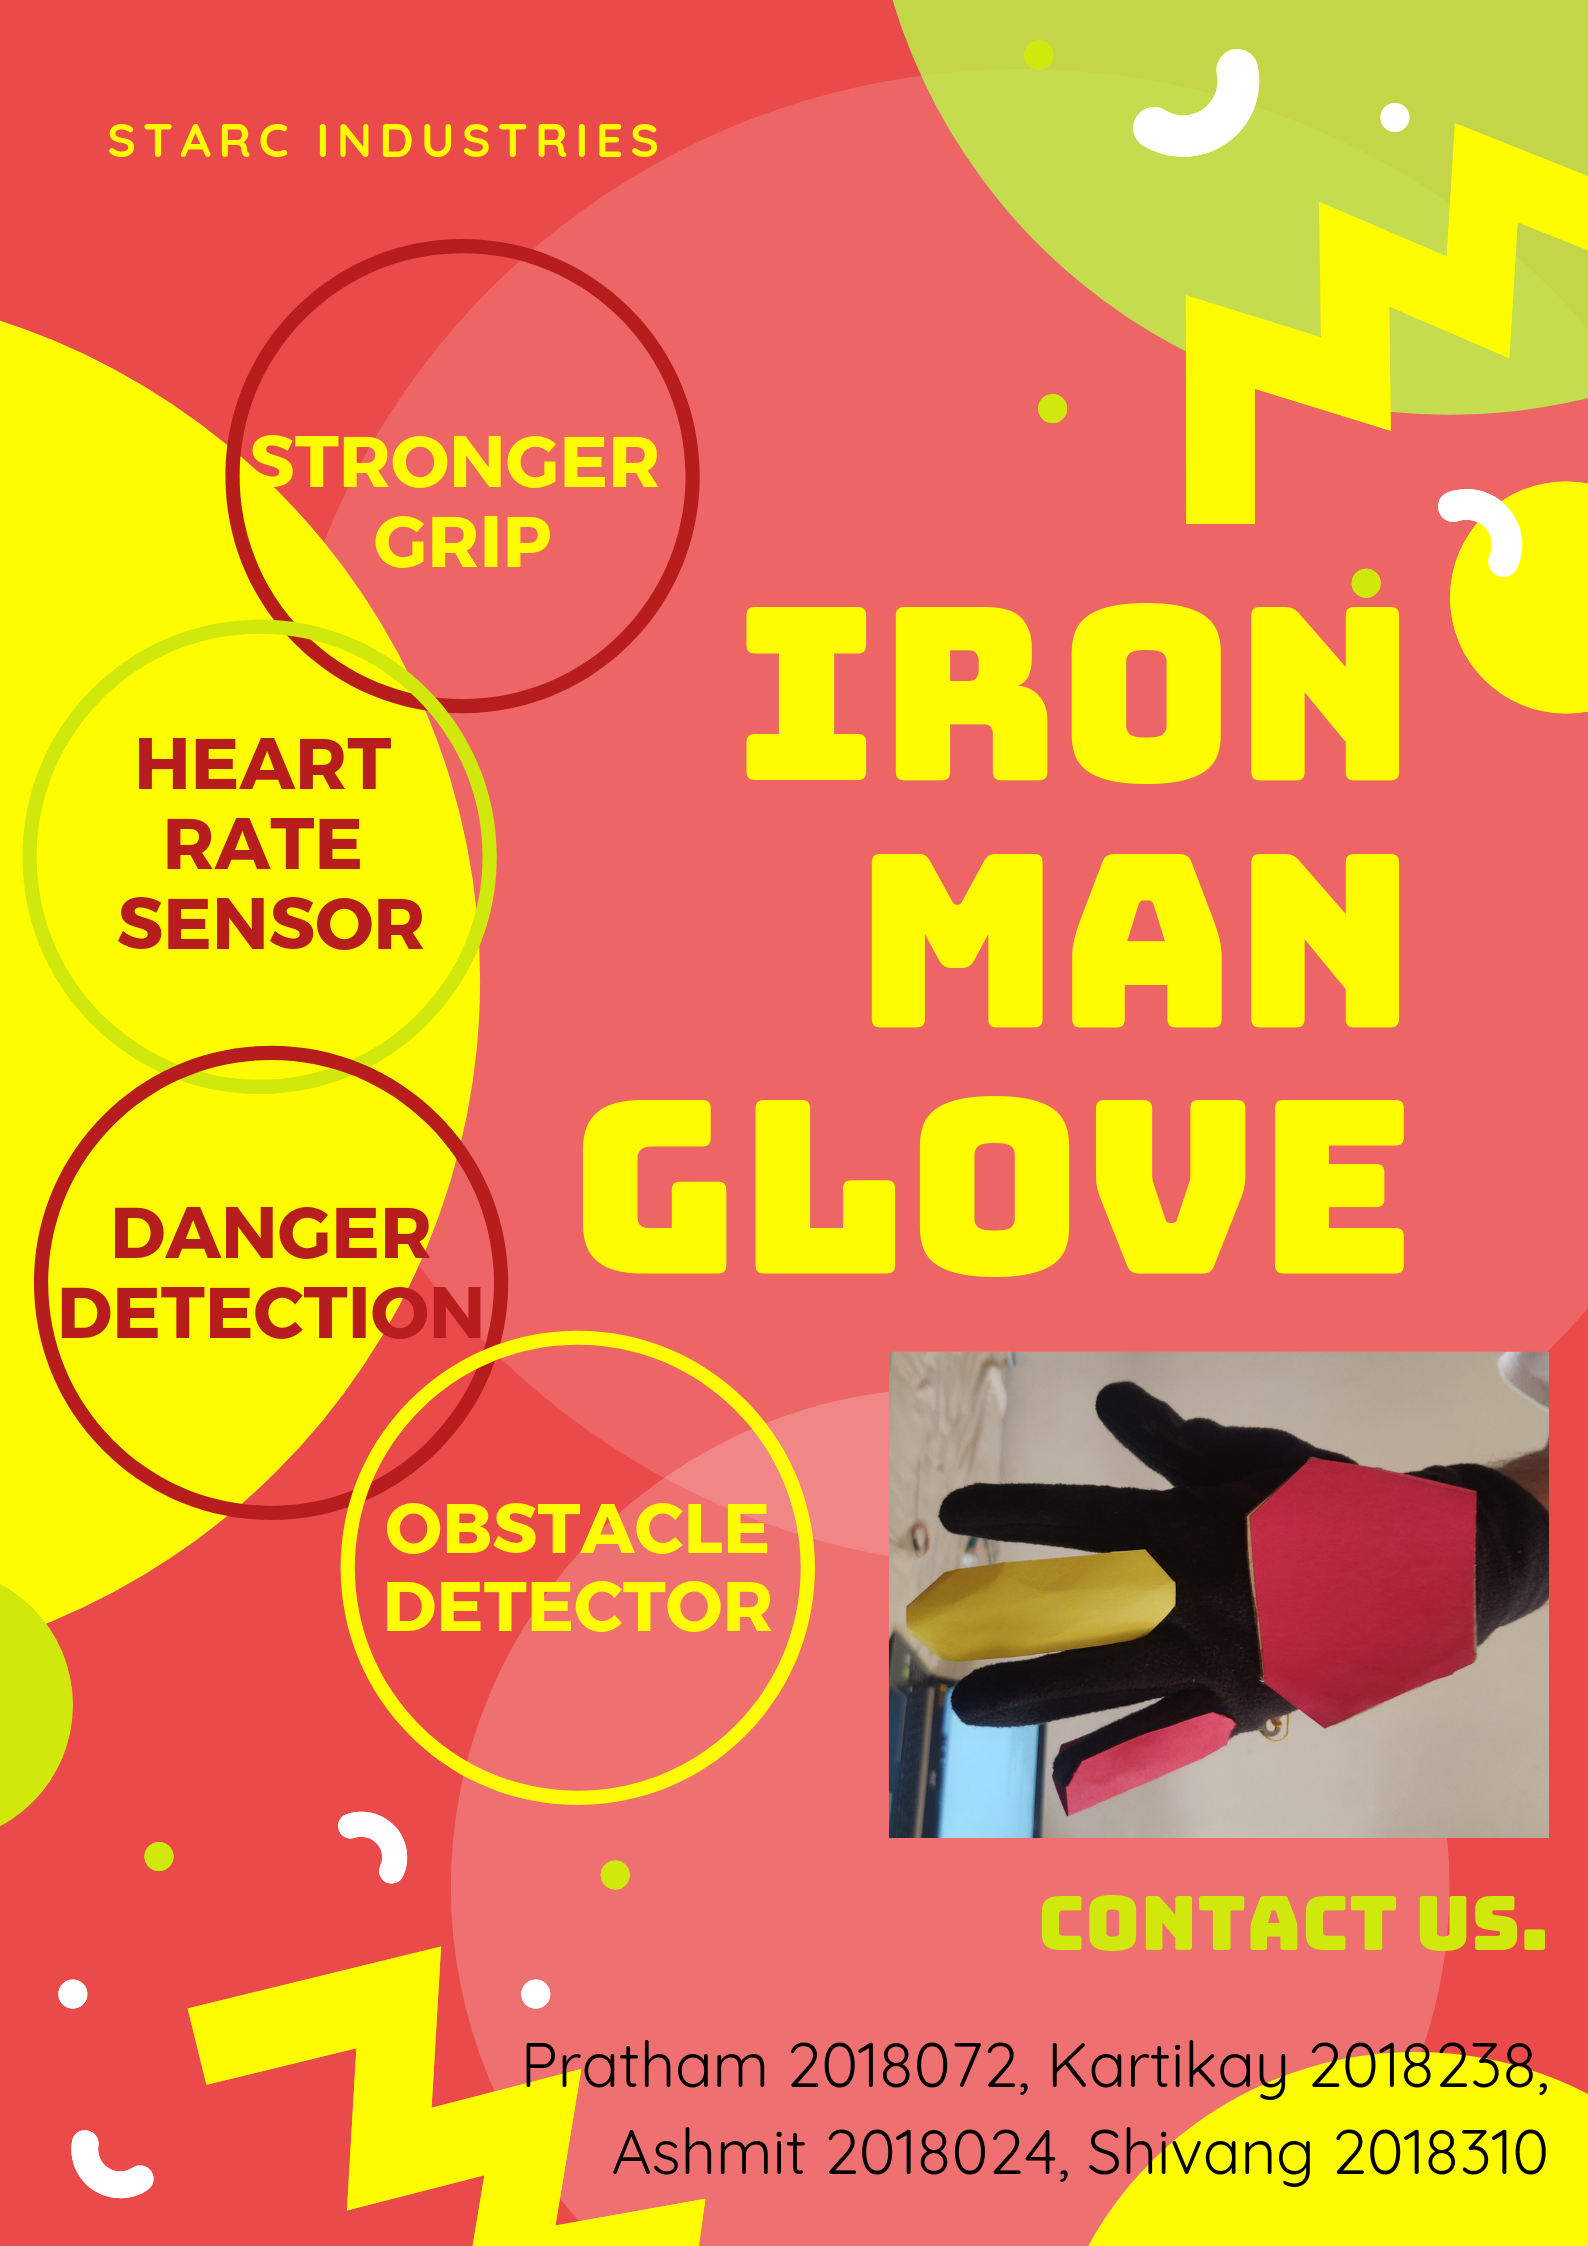 STARC INDUSTRIES
STRONGER
GRIP
HEART
RATE
SENSOR
DANGER
DETECTION
OBSTACLE
DETECTOR
IRON
MAN
GLOVE
CONTACT US.
Pratham 2018072, Kartikay 2018238,
Ashmit 2018024, Shivang 2018310